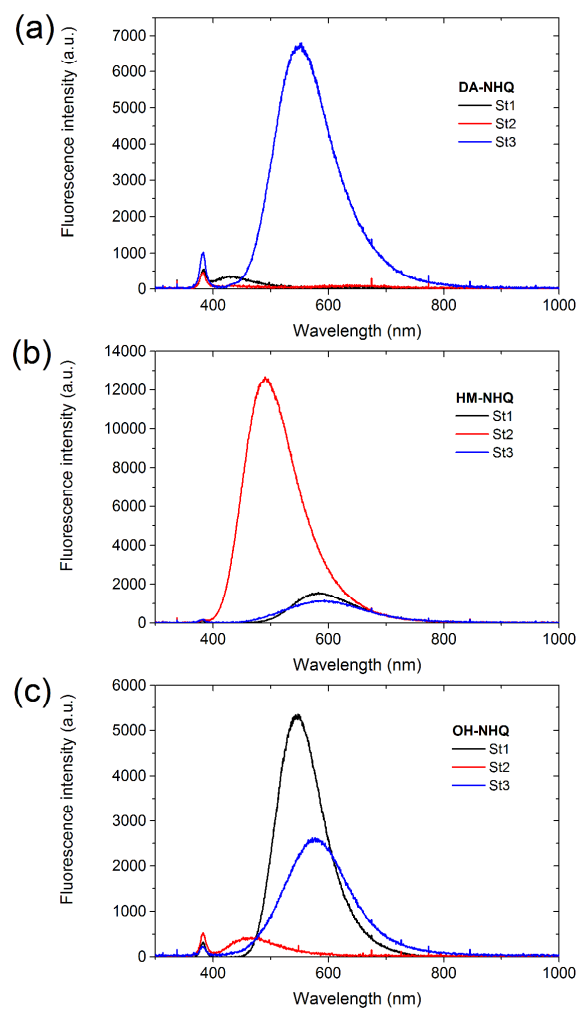 (a)
7000
6000
5000
4000
3000
2000
1000
0
Fluorescence intensity (a.u.)
DA-NHQ
St1
St2
St3
400 600 800 1000
Wavelength (nm)
(b)
14000
12000
10000
8000
6000
4000
2000
0
Fluorescence intensity (a.u.)
HM-NHQ
St1
St2
St3
400 600 800 1000
Wavelength (nm)
(c)
6000
5000
4000
3000
2000
1000
0
Fluorescence intensity (a.u.)
OH-NHQ
St1
St2
St3
400 600 800 1000
Wavelength (nm)